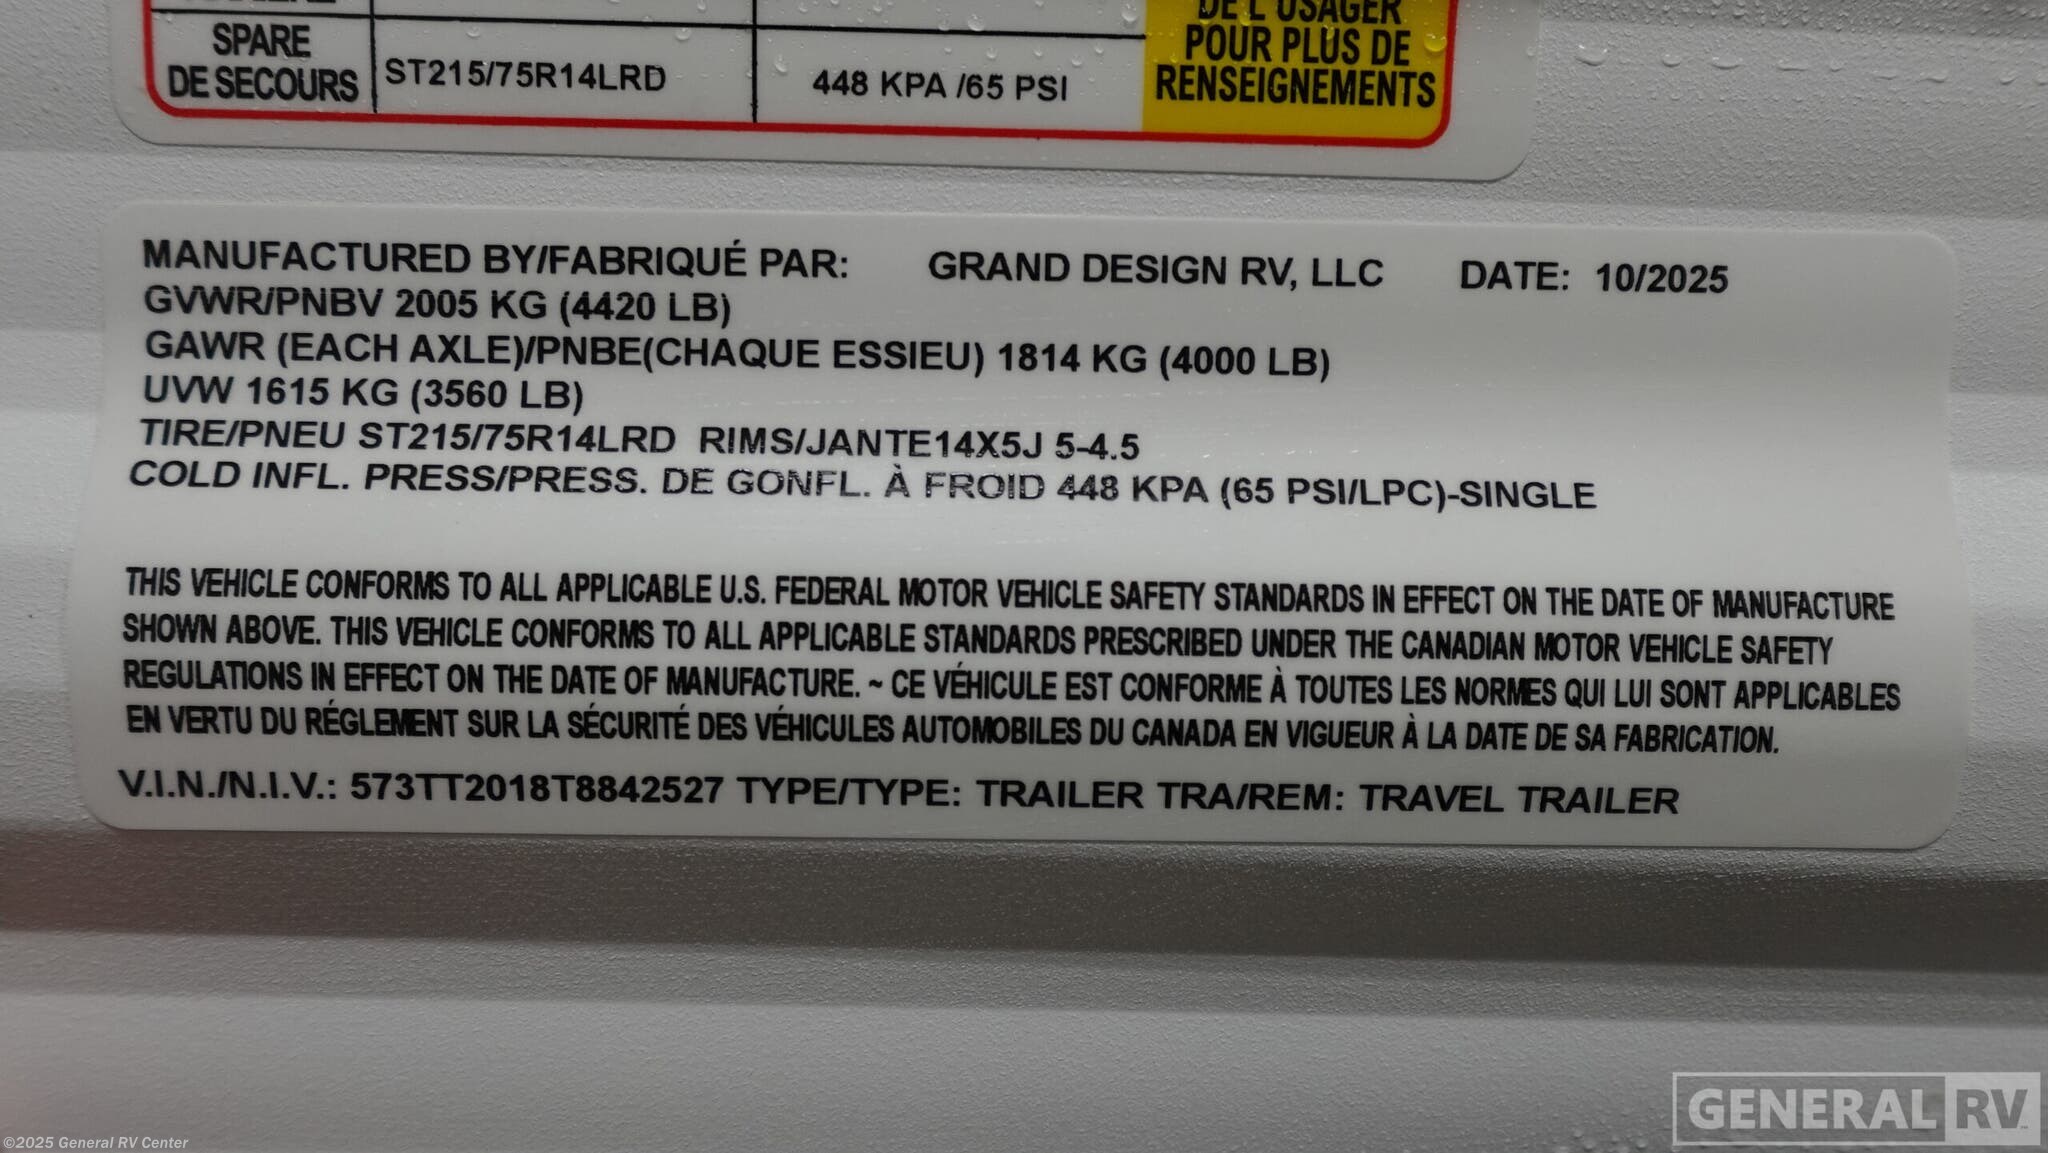 DE L'USAGER
SPARE
DE SECOURS
ST215/75R14LRD
448 KPA /65 PSI
POUR PLUS DE
RENSEIGNEMENTS
MANUFACTURED BY/FABRIQUÉ PAR: GRAND DESIGN RV, LLC DATE: 10/2025
GVWR/PNBV 2005 KG (4420 LB)
GAWR (EACH AXLE)/PNBE(CHAQUE ESSIEU) 1814 KG (4000 LB)
UVW 1615 KG (3560 LB)
TIRE/PNEU ST215/75R14LRD RIMS/JANTE14X5J 5-4.5
COLD INFL. PRESS/PRESS. DE GONFL. À FROID 448 KPA (65 PSI/LPC)-SINGLE
THIS VEHICLE CONFORMS TO ALL APPLICABLE U.S. FEDERAL MOTOR VEHICLE SAFETY STANDARDS IN EFFECT ON THE DATE OF MANUFACTURE
SHOWN ABOVE. THIS VEHICLE CONFORMS TO ALL APPLICABLE STANDARDS PRESCRIBED UNDER THE CANADIAN MOTOR VEHICLE SAFETY
REGULATIONS IN EFFECT ON THE DATE OF MANUFACTURE. ~ CE VÉHICULE EST CONFORME À TOUTES LES NORMES QUI LUI SONT APPLICABLES
EN VERTU DU RÉGLEMENT SUR LA SÉCURITÉ DES VÉHICULES AUTOMOBILES DU CANADA EN VIGUEUR À LA DATE DE SA FABRICATION.
V.I.N./N.I.V.: 573TT2018T8842527 TYPE/TYPE: TRAILER TRA/REM: TRAVEL TRAILER
GENERAL RV
©2025 General RV Center